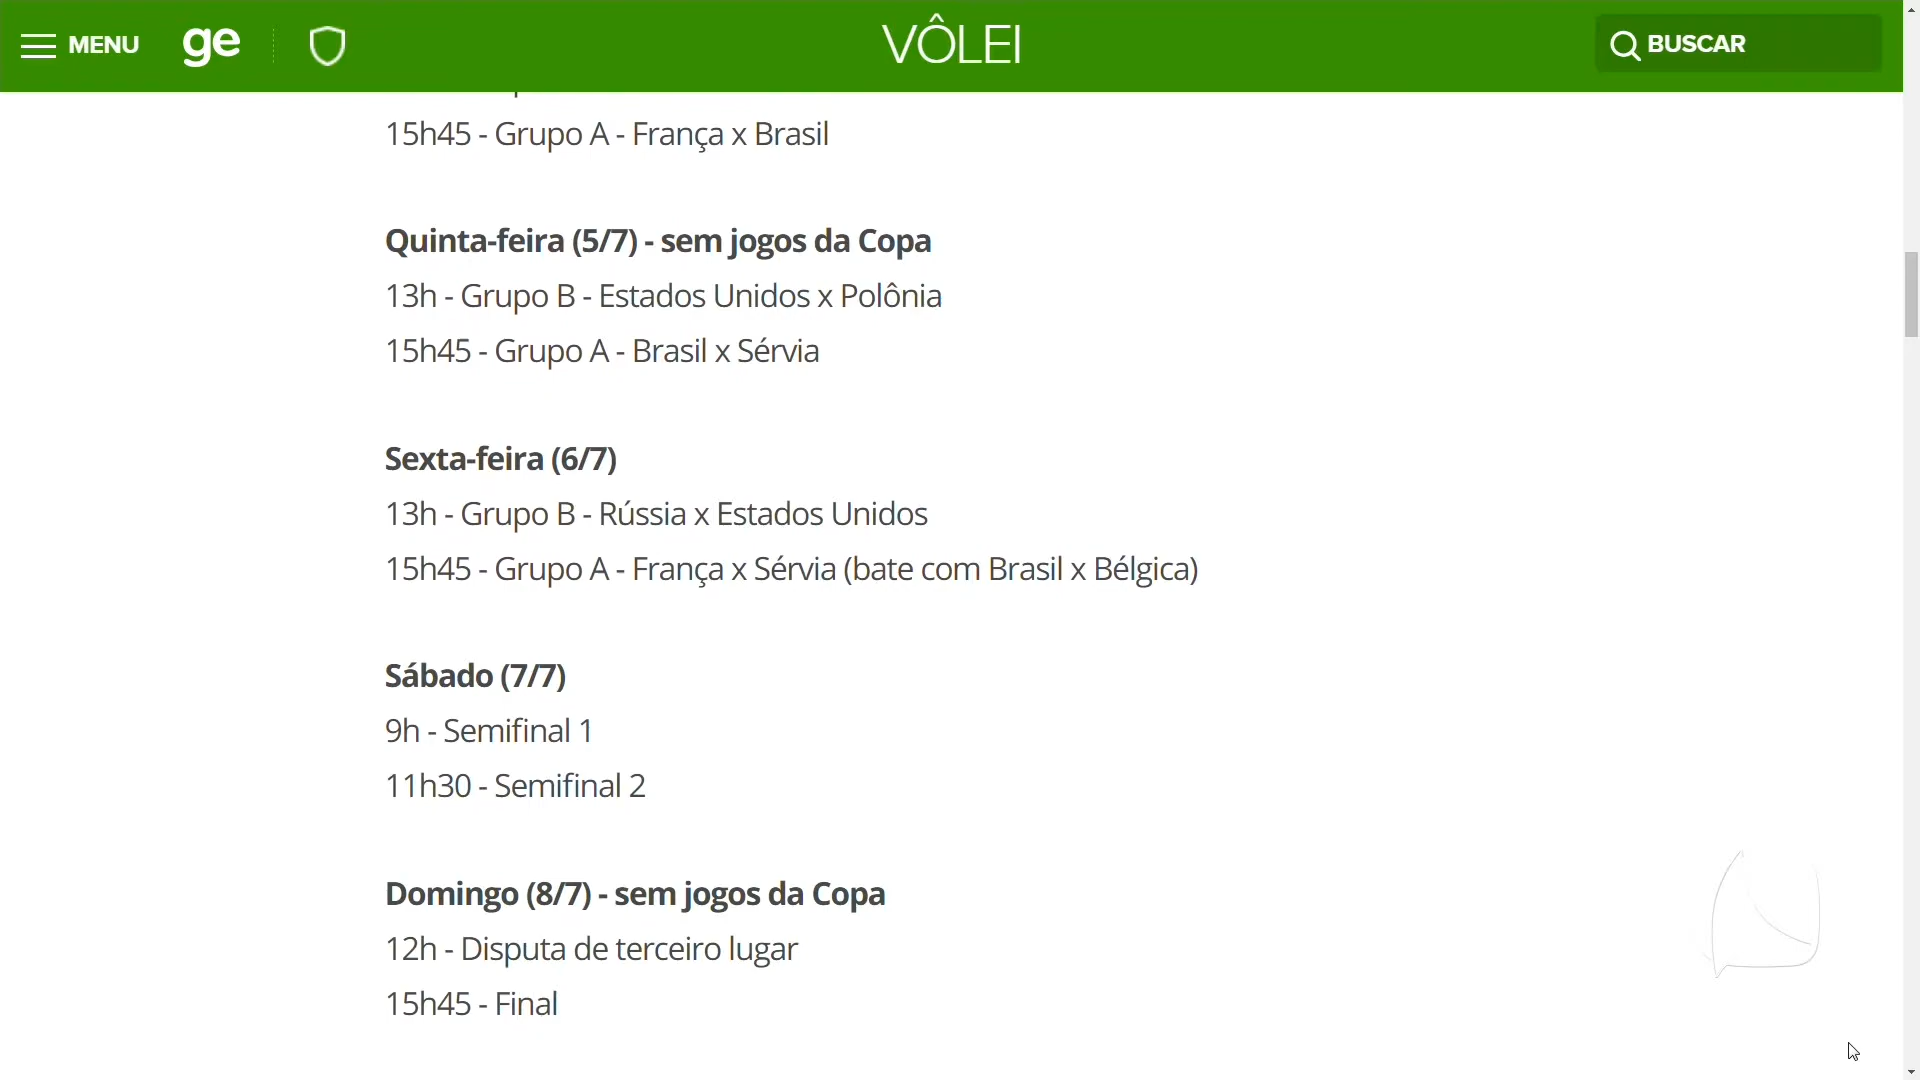 MENU ge VÔLEI BUSCAR
15h45 - Grupo A - França x Brasil
Quinta-feira (5/7) - sem jogos da Copa
13h - Grupo B - Estados Unidos x Polônia
15h45 - Grupo A - Brasil x Sérvia
Sexta-feira (6/7)
13h - Grupo B - Rússia x Estados Unidos
15h45 - Grupo A - França x Sérvia (bate com Brasil x Bélgica)
Sábado (7/7)
9h - Semifinal 1
11h30 - Semifinal 2
Domingo (8/7) - sem jogos da Copa
12h - Disputa de terceiro lugar
15h45 - Final